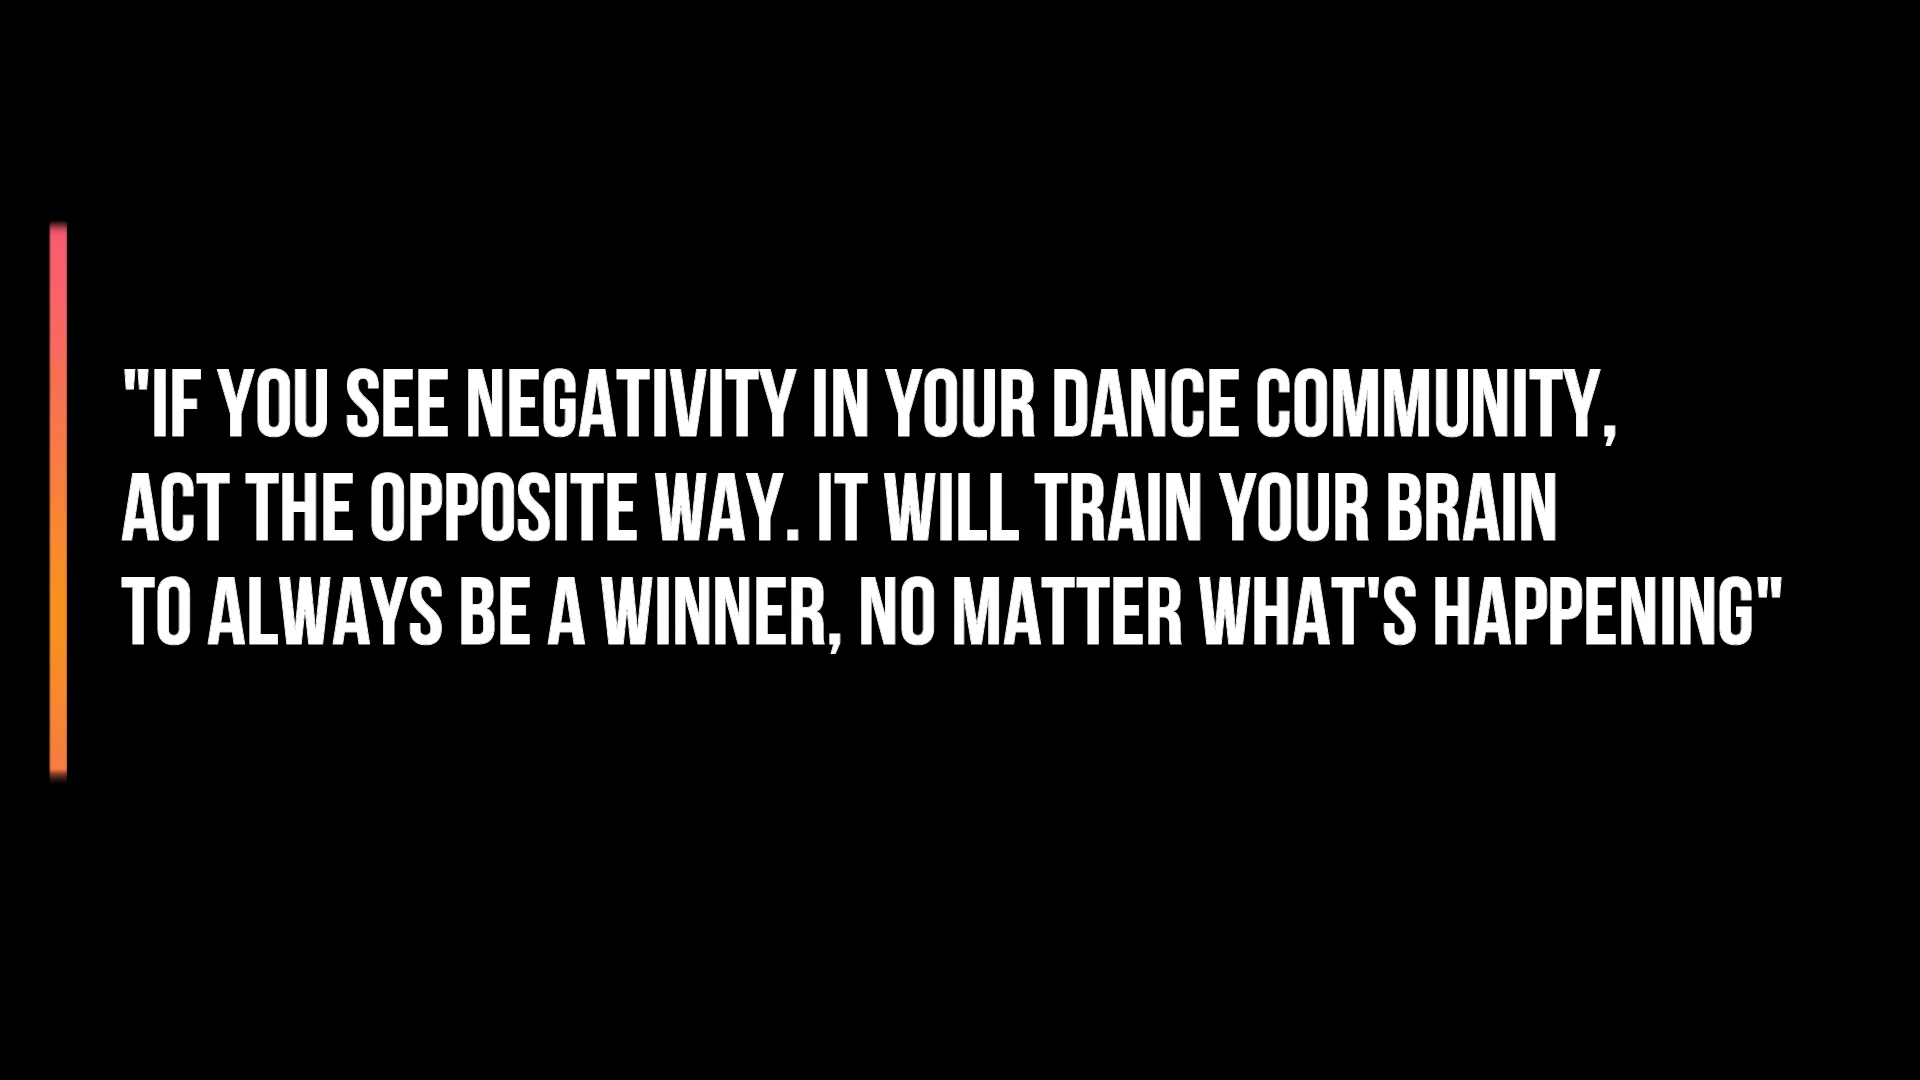 "IF YOU SEE NEGATIVITY IN YOUR DANCE COMMUNITY,
ACT THE OPPOSITE WAY. IT WILL TRAIN YOUR BRAIN
TO ALWAYS BE A WINNER, NO MATTER WHAT'S HAPPENING"